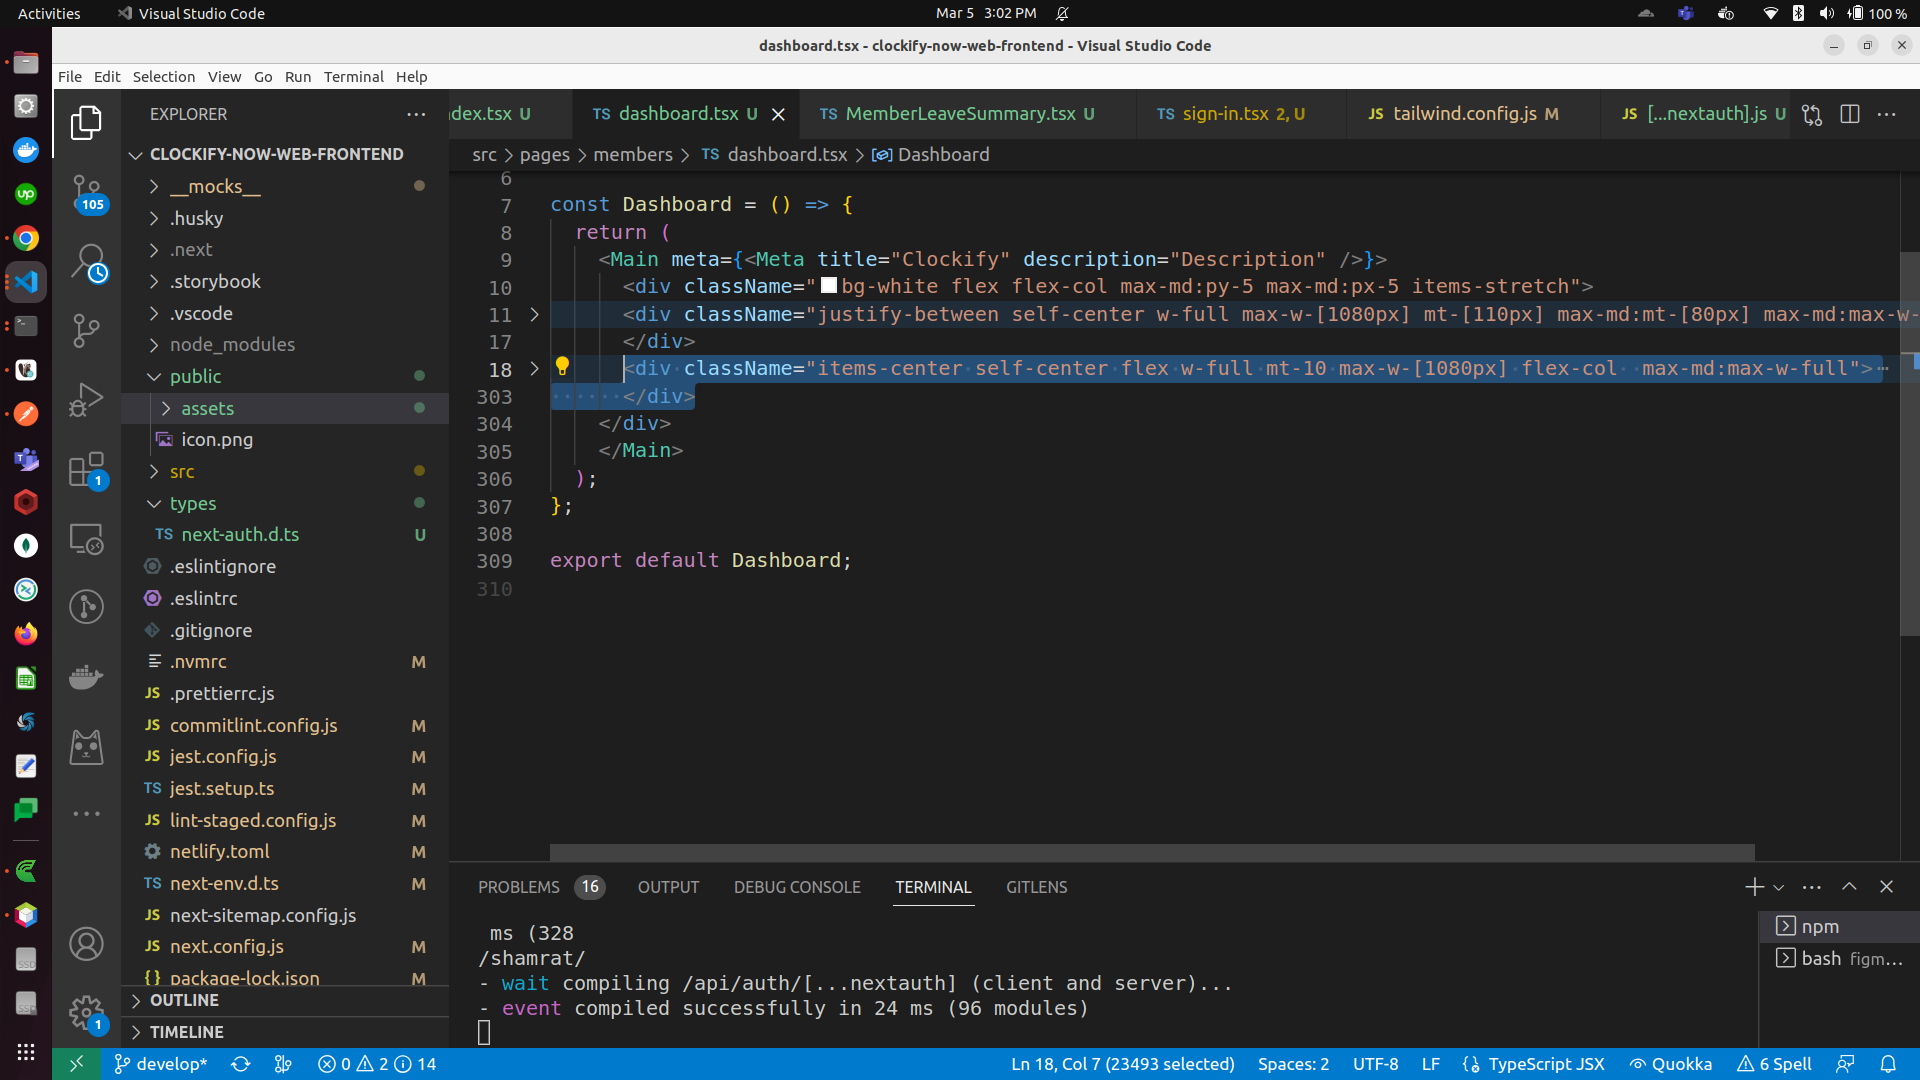 Activities
Visual Studio Code
Mar 5 3:02 PM
100 %
dashboard.tsx - clockify-now-web-frontend - Visual Studio Code
File Edit Selection View Go Run Terminal Help
EXPLORER
CLOCKIFY-NOW-WEB-FRONTEND
__mocks__
.husky
.next
.storybook
.vscode
node_modules
public
assets
icon.png
src
types
TS next-auth.d.ts U
.eslintignore
.eslintrc
.gitignore
.nvmrc M
JS .prettierrc.js
JS commitlint.config.js M
JS jest.config.js M
TS jest.setup.ts M
JS lint-staged.config.js M
netlify.toml M
TS next-env.d.ts M
JS next-sitemap.config.js
JS next.config.js M
{} package-lock.json M
OUTLINE
TIMELINE
105
1
1
up
SSD
SSD
dex.tsx U
TS dashboard.tsx U
TS MemberLeaveSummary.tsx U
TS sign-in.tsx 2, U
JS tailwind.config.js M
JS [...nextauth].js U
src > pages > members > TS dashboard.tsx > Dashboard
6
7 const Dashboard = () => {
8 return (
9 <Main meta={<Meta title="Clockify" description="Description" />}>
10 <div className="bg-white flex flex-col max-md:py-5 max-md:px-5 items-stretch">
11 <div className="justify-between self-center w-full max-w-[1080px] mt-[110px] max-md:mt-[80px] max-md:max-w-
17 </div>
18 <div className="items-center self-center flex w-full mt-10 max-w-[1080px] flex-col  max-md:max-w-full">⋯
303 </div>
304 </div>
305 </Main>
306 );
307 };
308
309 export default Dashboard;
310
PROBLEMS 16 OUTPUT DEBUG CONSOLE TERMINAL GITLENS
ms (328
/shamrat/
- wait compiling /api/auth/[...nextauth] (client and server)...
- event compiled successfully in 24 ms (96 modules)
npm
bash figm...
develop* 0 2 14
Ln 18, Col 7 (23493 selected) Spaces: 2 UTF-8 LF {} TypeScript JSX Quokka 6 Spell